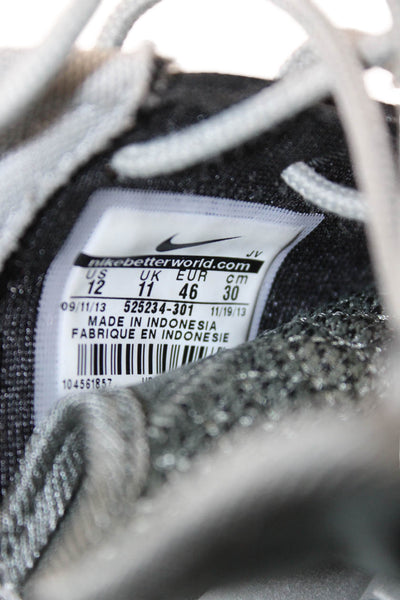 JV
nikebetterworld.com
US UK EUR cm
12 11 46 30
09/11/13 525234-301 11/19/13
MADE IN INDONESIA
FABRIQUE EN INDONESIE
104561857